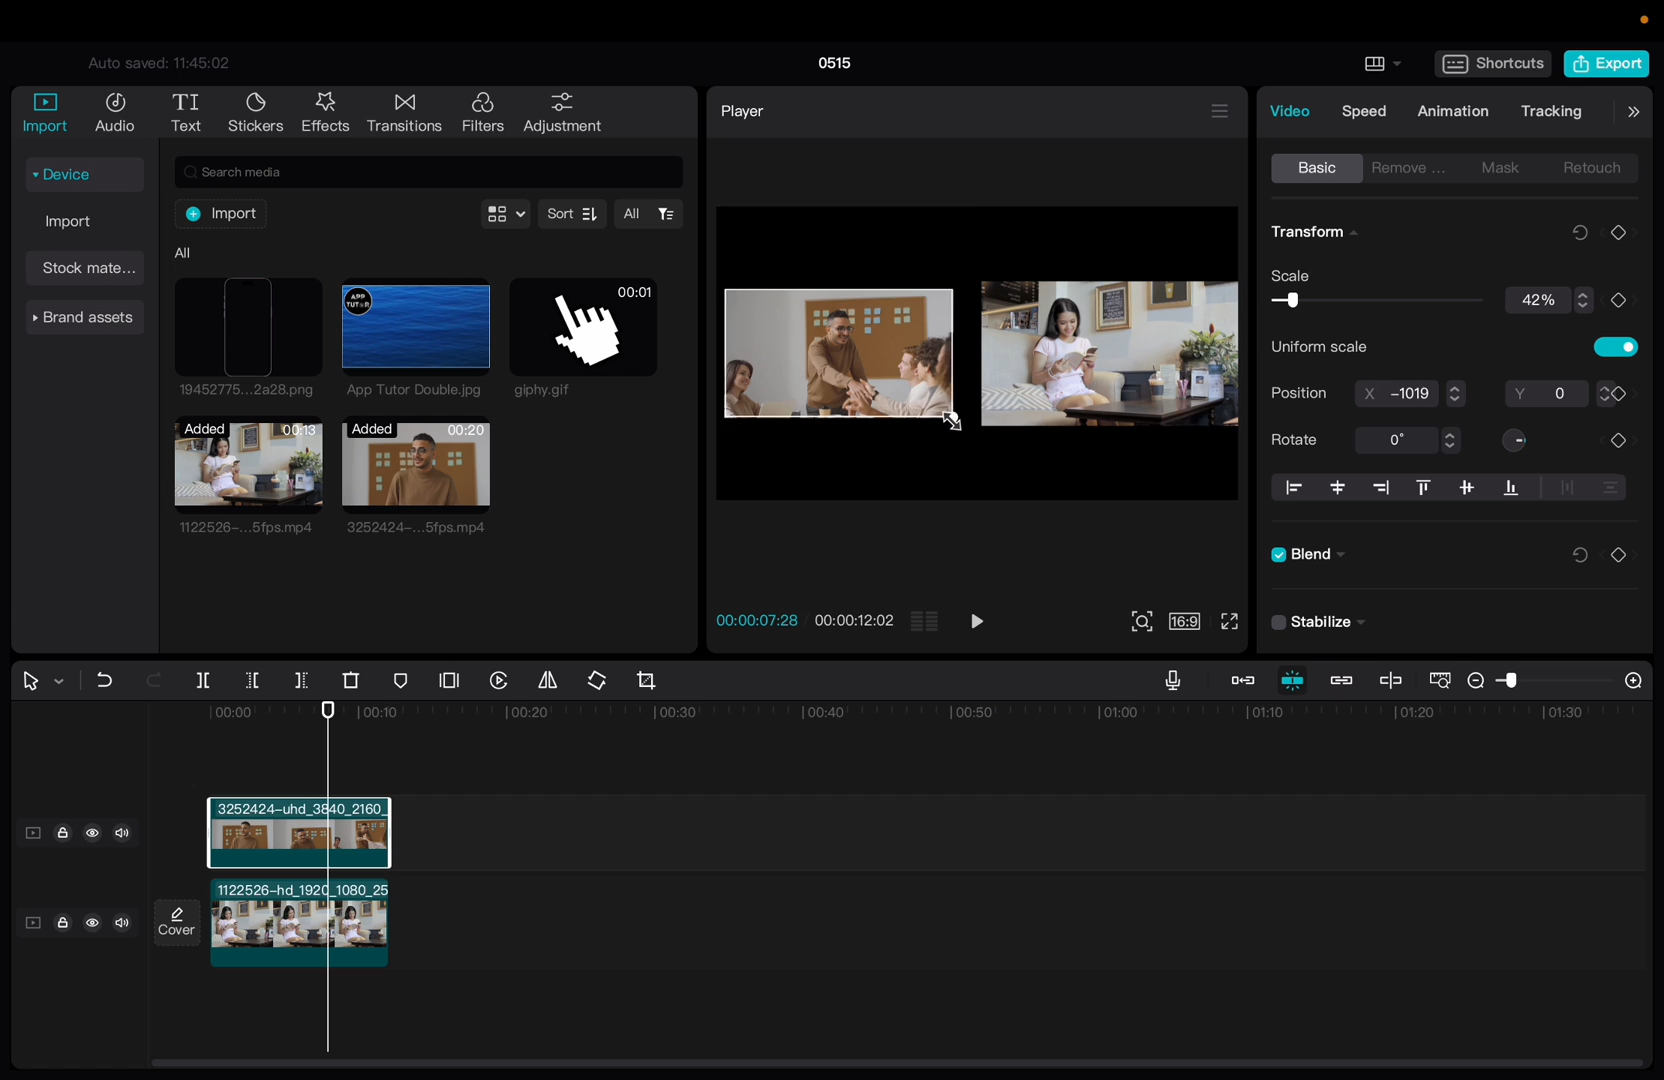 Auto saved: 11:45:02
0515
Shortcuts
Export
Import
Audio
TI
Text
Stickers
Effects
Transitions
Filters
Adjustment
Device
Import
Stock mate...
Brand assets
Search media
Import
Sort
All
All
19452775...2a28.png
APP
TUTOR
App Tutor Double.jpg
00:01
giphy.gif
Added
00:13
1122526-...5fps.mp4
Added
00:20
3252424-...5fps.mp4
Player
00:00:07:28
00:00:12:02
16:9
Video
Speed
Animation
Tracking
Basic
Remove ...
Mask
Retouch
Transform
Scale
42%
Uniform scale
Position
X -1019
Y 0
Rotate
0°
Blend
Stabilize
00:00
00:10
00:20
00:30
00:40
00:50
01:00
01:10
01:20
01:30
3252424-uhd_3840_2160_
1122526-hd_1920_1080_25
Cover